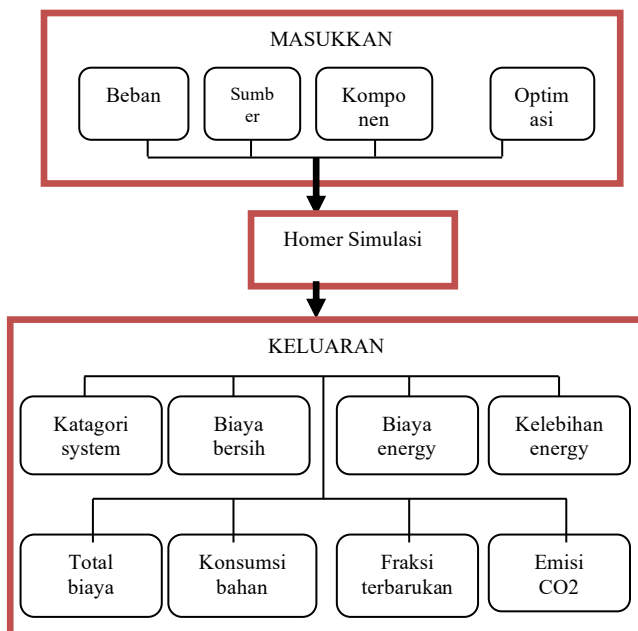 MASUKKAN
Beban
Sumb
er
Kompo
nen
Optim
asi
Homer Simulasi
KELUARAN
Katagori
system
Biaya
bersih
Biaya
energy
Kelebihan
energy
Total
biaya
Konsumsi
bahan
Fraksi
terbarukan
Emisi
CO2